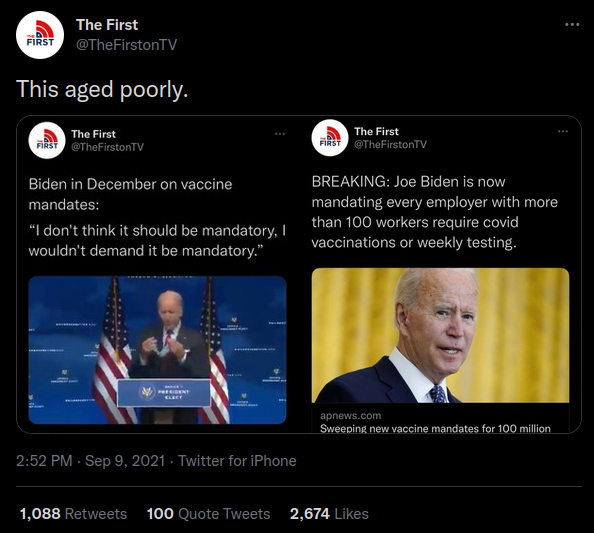 The First
@TheFirstonTV
THE
FIRST
This aged poorly.
THE
FIRST
The First
@TheFirstonTV
Biden in December on vaccine
mandates:
“I don't think it should be mandatory, I
wouldn't demand it be mandatory.”
PRESIDENT
ELECT
THE
FIRST
The First
@TheFirstonTV
BREAKING: Joe Biden is now
mandating every employer with more
than 100 workers require covid
vaccinations or weekly testing.
apnews.com
Sweeping new vaccine mandates for 100 million
2:52 PM · Sep 9, 2021 · Twitter for iPhone
1,088 Retweets 100 Quote Tweets 2,674 Likes